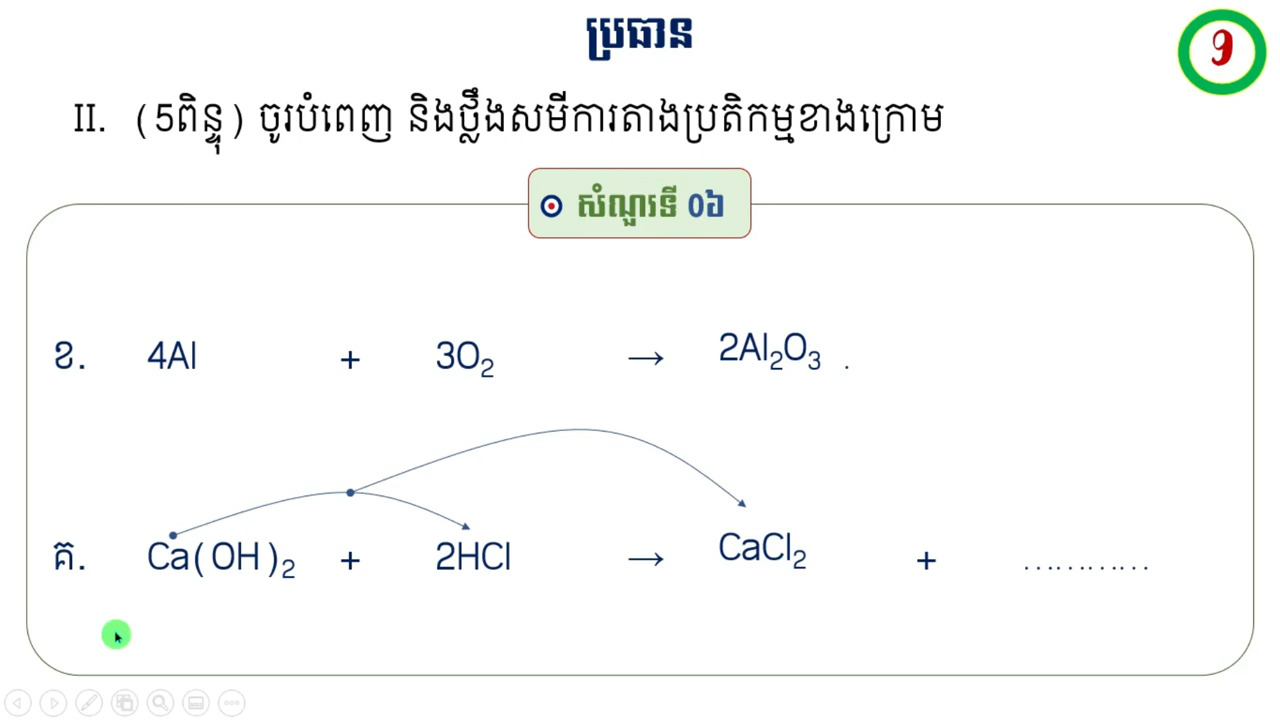 ប្រធាន
9
II. (5ពិន្ទុ) ចូរបំពេញ និងថ្លឹងសមីការតាងប្រតិកម្មខាងក្រោម
សំណួរទី 0៦
ខ. 4Al + 3O₂ → 2Al₂O₃ .
គ. Ca(OH)₂ + 2HCl → CaCl₂ + …………